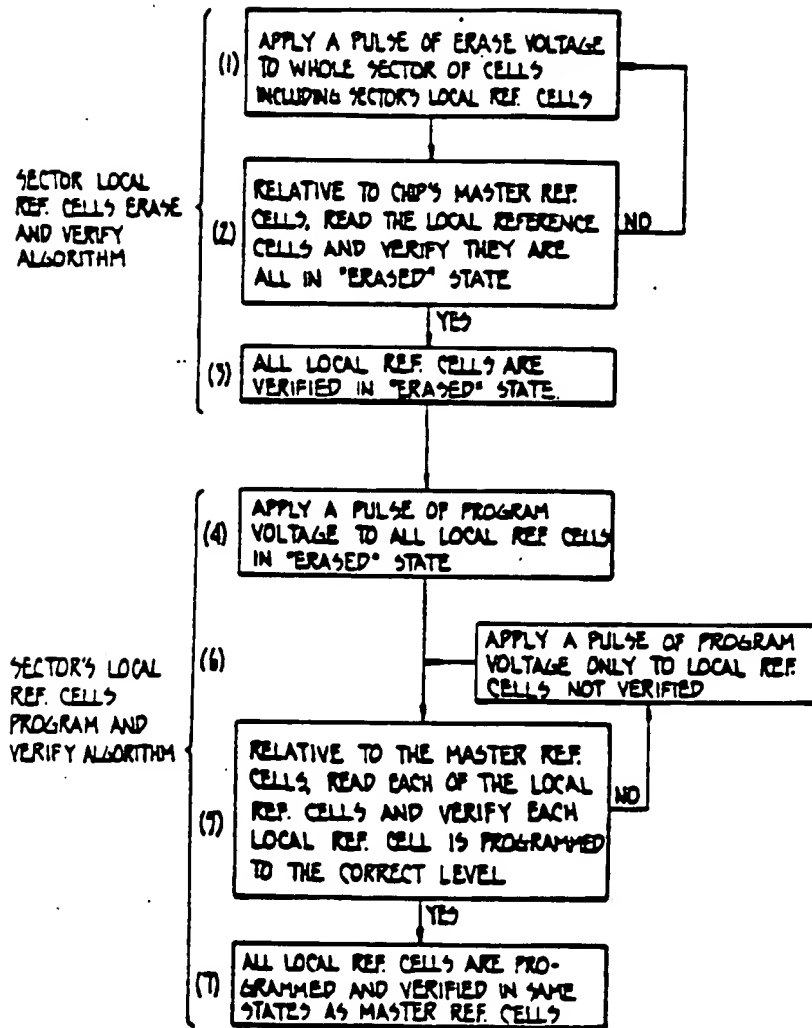 (1)
APPLY A PULSE OF ERASE VOLTAGE
TO WHOLE SECTOR OF CELLS
INCLUDING SECTOR'S LOCAL REF. CELLS
SECTOR LOCAL
REF. CELLS ERASE
AND VERIFY
ALGORITHM
(2)
RELATIVE TO CHIP'S MASTER REF.
CELLS, READ THE LOCAL REFERENCE
CELLS AND VERIFY THEY ARE
ALL IN "ERASED" STATE
NO
YES
(3)
ALL LOCAL REF. CELLS ARE
VERIFIED IN "ERASED" STATE.
(4)
APPLY A PULSE OF PROGRAM
VOLTAGE TO ALL LOCAL REF CELLS
IN "ERASED" STATE
(6)
APPLY A PULSE OF PROGRAM
VOLTAGE ONLY TO LOCAL REF.
CELLS NOT VERIFIED
SECTOR'S LOCAL
REF. CELLS
PROGRAM AND
VERIFY ALGORITHM
(5)
RELATIVE TO THE MASTER REF.
CELLS, READ EACH OF THE LOCAL
REF. CELLS AND VERIFY EACH
LOCAL REF. CELL IS PROGRAMMED
TO THE CORRECT LEVEL
NO
YES
(7)
ALL LOCAL REF. CELLS ARE PRO-
GRAMMED AND VERIFIED IN SAME
STATES AS MASTER REF. CELLS